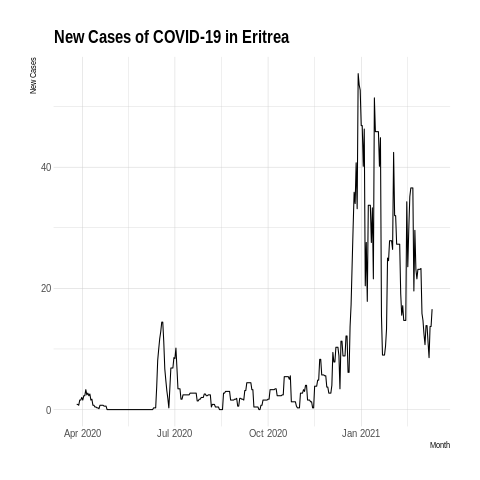 New Cases of COVID-19 in Eritrea
New Cases
40
20
0
Apr 2020
Jul 2020
Oct 2020
Jan 2021
Month